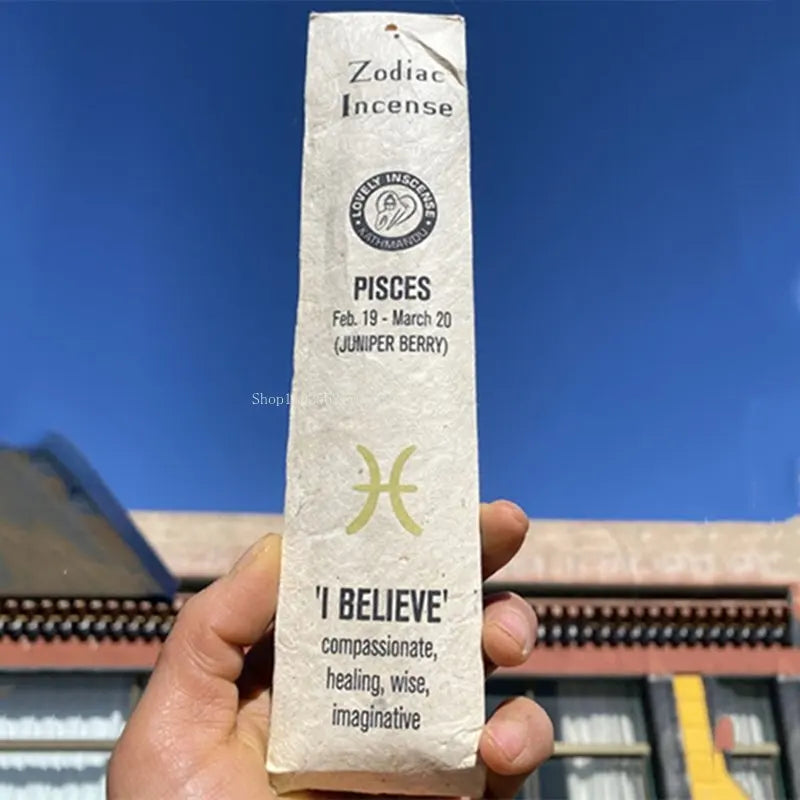 Zodiac
Incense
LOVELY INSCENSE
KATHMANDU
PISCES
Feb. 19 - March 20
(JUNIPER BERRY)
'I BELIEVE'
compassionate,
healing, wise,
imaginative